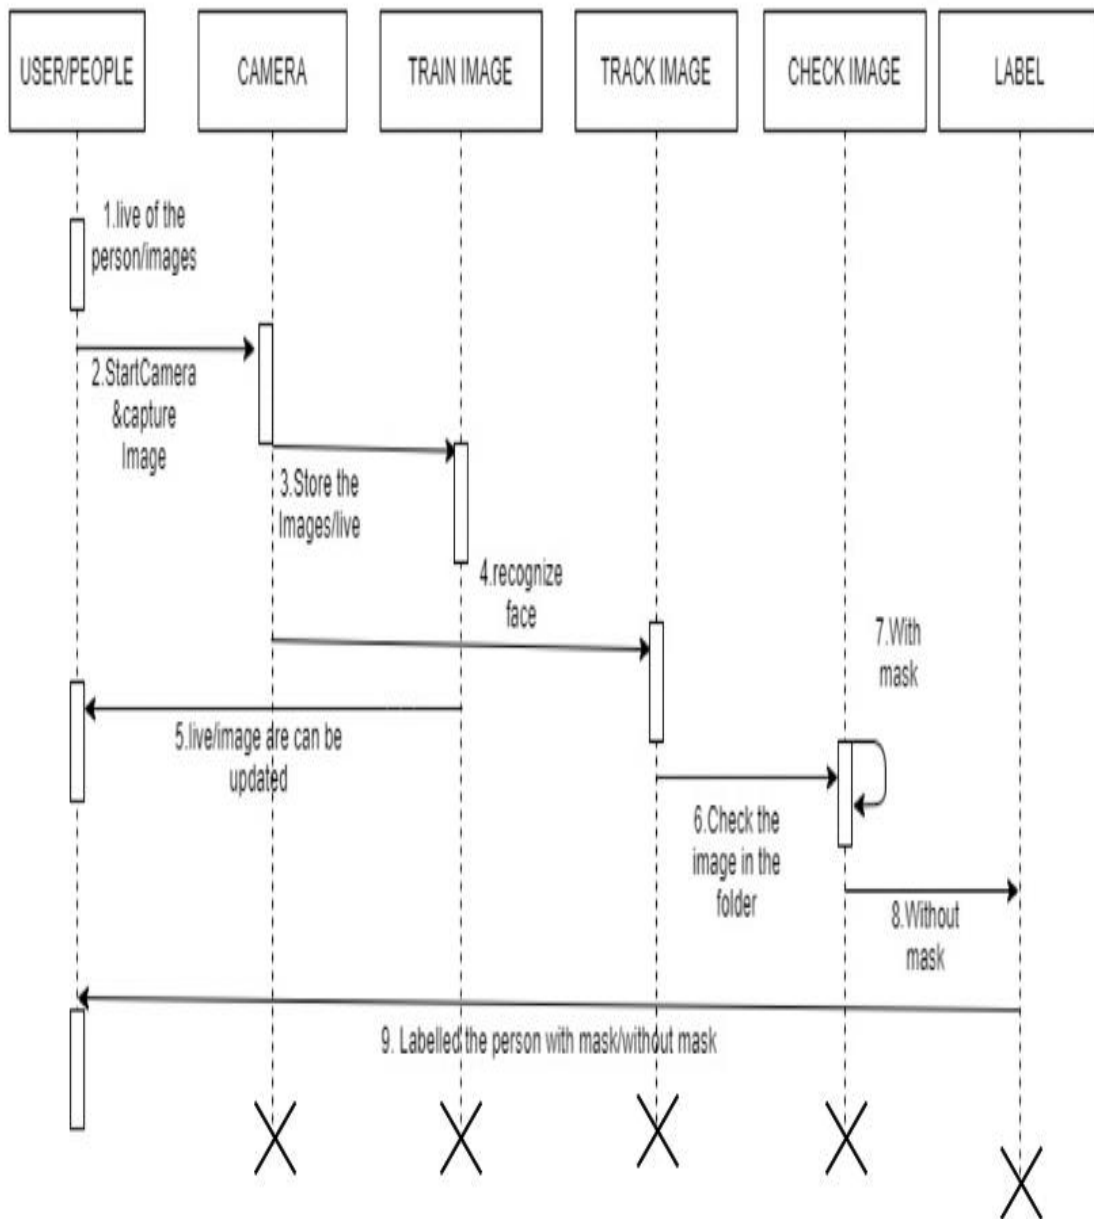 USER/PEOPLE
CAMERA
TRAIN IMAGE
TRACK IMAGE
CHECK IMAGE
LABEL
1.live of the
person/images
2.StartCamera
&capture
Image
3.Store the
Images/live
4.recognize
face
5.live/image are can be
updated
6.Check the
image in the
folder
7.With
mask
8.Without
mask
9. Labelled the person with mask/without mask